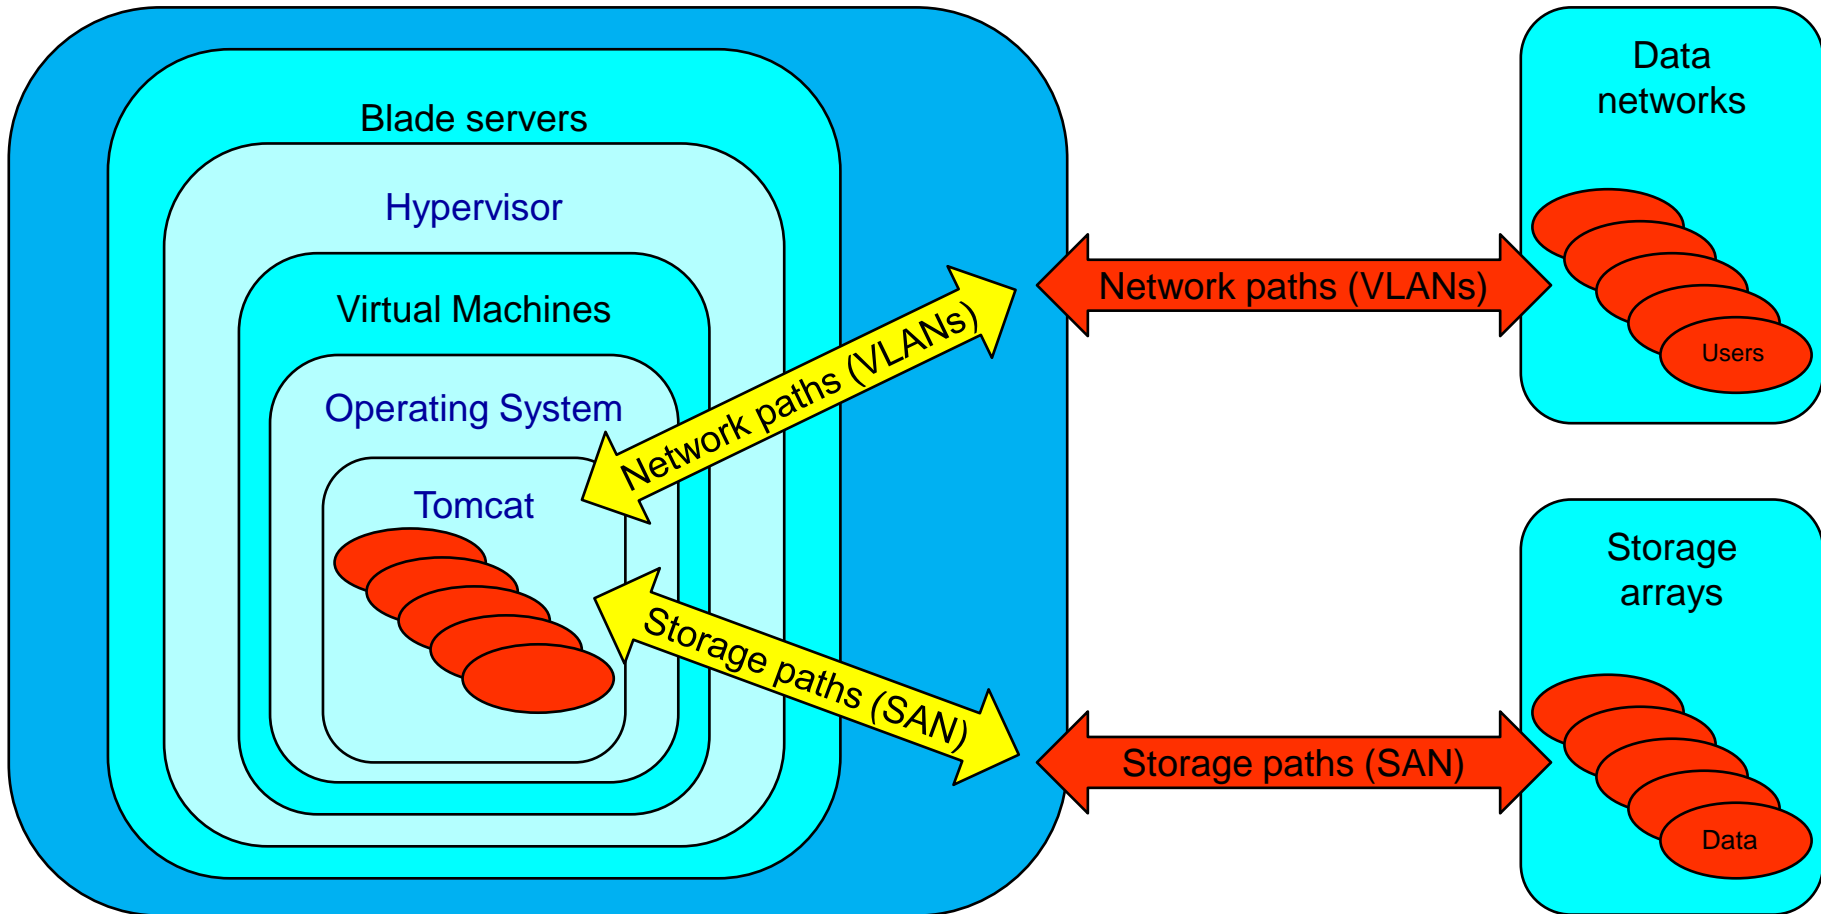 Blade servers
Hypervisor
Virtual Machines
Operating System
Tomcat
Network paths (VLANs)
Storage paths (SAN)
Network paths (VLANs)
Storage paths (SAN)
Data
networks
Users
Storage
arrays
Data